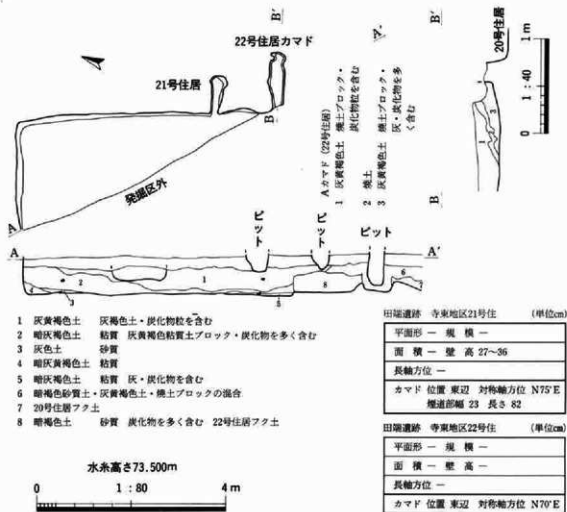 B′
22号住居カマド
21号住居
B
発掘区外
A
A
A′
ピット
ピット
ピット
2
1
8
6
7
4
3
5
Aカマド（22号住居）
1 灰黄褐色土 焼土ブロック・炭化物粒を含む
2 焼土
3 灰黄褐色土 焼土ブロック・灰・炭化物を多く含む
B′
B
20号住居
1
3
0
1：40
1m
1 灰黄褐色土 灰褐色土・炭化物粒を含む
2 暗灰褐色土 粘質 灰黄褐色粘質土ブロック・炭化物を多く含む
3 灰色土 砂質
4 暗灰黄褐色土 粘質
5 暗灰褐色土 粘質 灰・炭化物を含む
6 暗褐色砂質土・灰黄褐色土・焼土ブロックの混合
7 20号住居フク土
8 暗褐色土 砂質 炭化物を多く含む 22号住居フク土
水糸高さ73.500m
0 1：80 4m
田端遺跡 寺東地区21号住 (単位cm)
平面形 － 規模 －
面積 － 壁高 27〜36
長軸方位 －
カマド 位置 東辺 対称軸方位 N75°E
煙道部幅 23 長さ 82
田端遺跡 寺東地区22号住 (単位cm)
平面形 － 規模 －
面積 － 壁高 －
長軸方位 －
カマド 位置 東辺 対称軸方位 N70°E